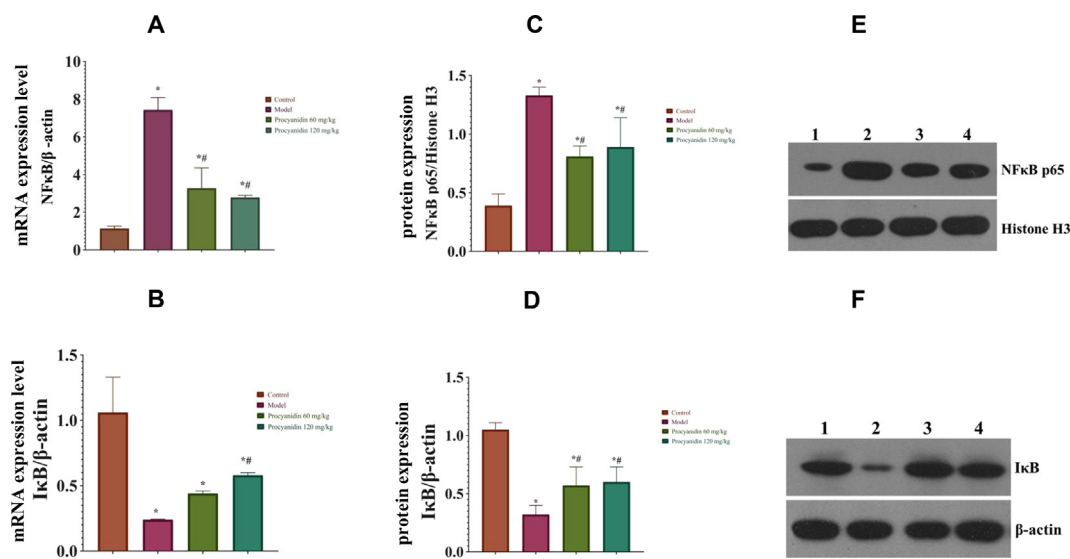 A
mRNA expression level
NFκB/β -actin
10
8
6
4
2
0
*
*#
*#
Control
Model
Procyanidin 60 mg/kg
Procyanidin 120 mg/kg
C
protein expression
NFκB p65/Histone H3
1.5
1.0
0.5
0.0
*
*#
*#
Control
Model
Procyanidin 60 mg/kg
Procyanidin 120 mg/kg
E
1 2 3 4
NFκB p65
Histone H3
B
mRNA expression level
IκB/β-actin
1.5
1.0
0.5
0.0
*
*
*#
Control
Model
Procyanidin 60 mg/kg
Procyanidin 120 mg/kg
D
protein expression
IκB/β-actin
1.5
1.0
0.5
0.0
*
*#
*#
Control
Model
Procyanidin 60 mg/kg
Procyanidin 120 mg/kg
F
1 2 3 4
IκB
β-actin